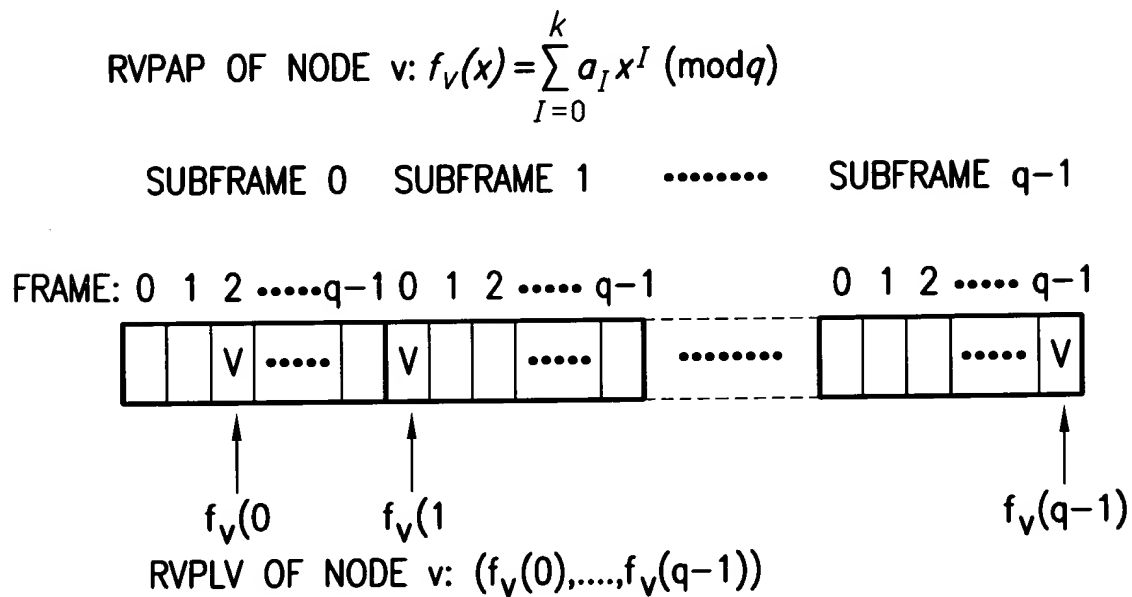 RVPAP OF NODE v: f_v(x) = \sum_{I=0}^{k} a_I x^I (mod q)
SUBFRAME 0 SUBFRAME 1 ········ SUBFRAME q-1
FRAME: 0 1 2 ·····q-1 0 1 2 ····· q-1 0 1 2 ····· q-1
V ····· V ····· ········ ····· V
f_v(0 f_v(1 f_v(q-1)
RVPLV OF NODE v: (f_v(0),....,f_v(q-1))